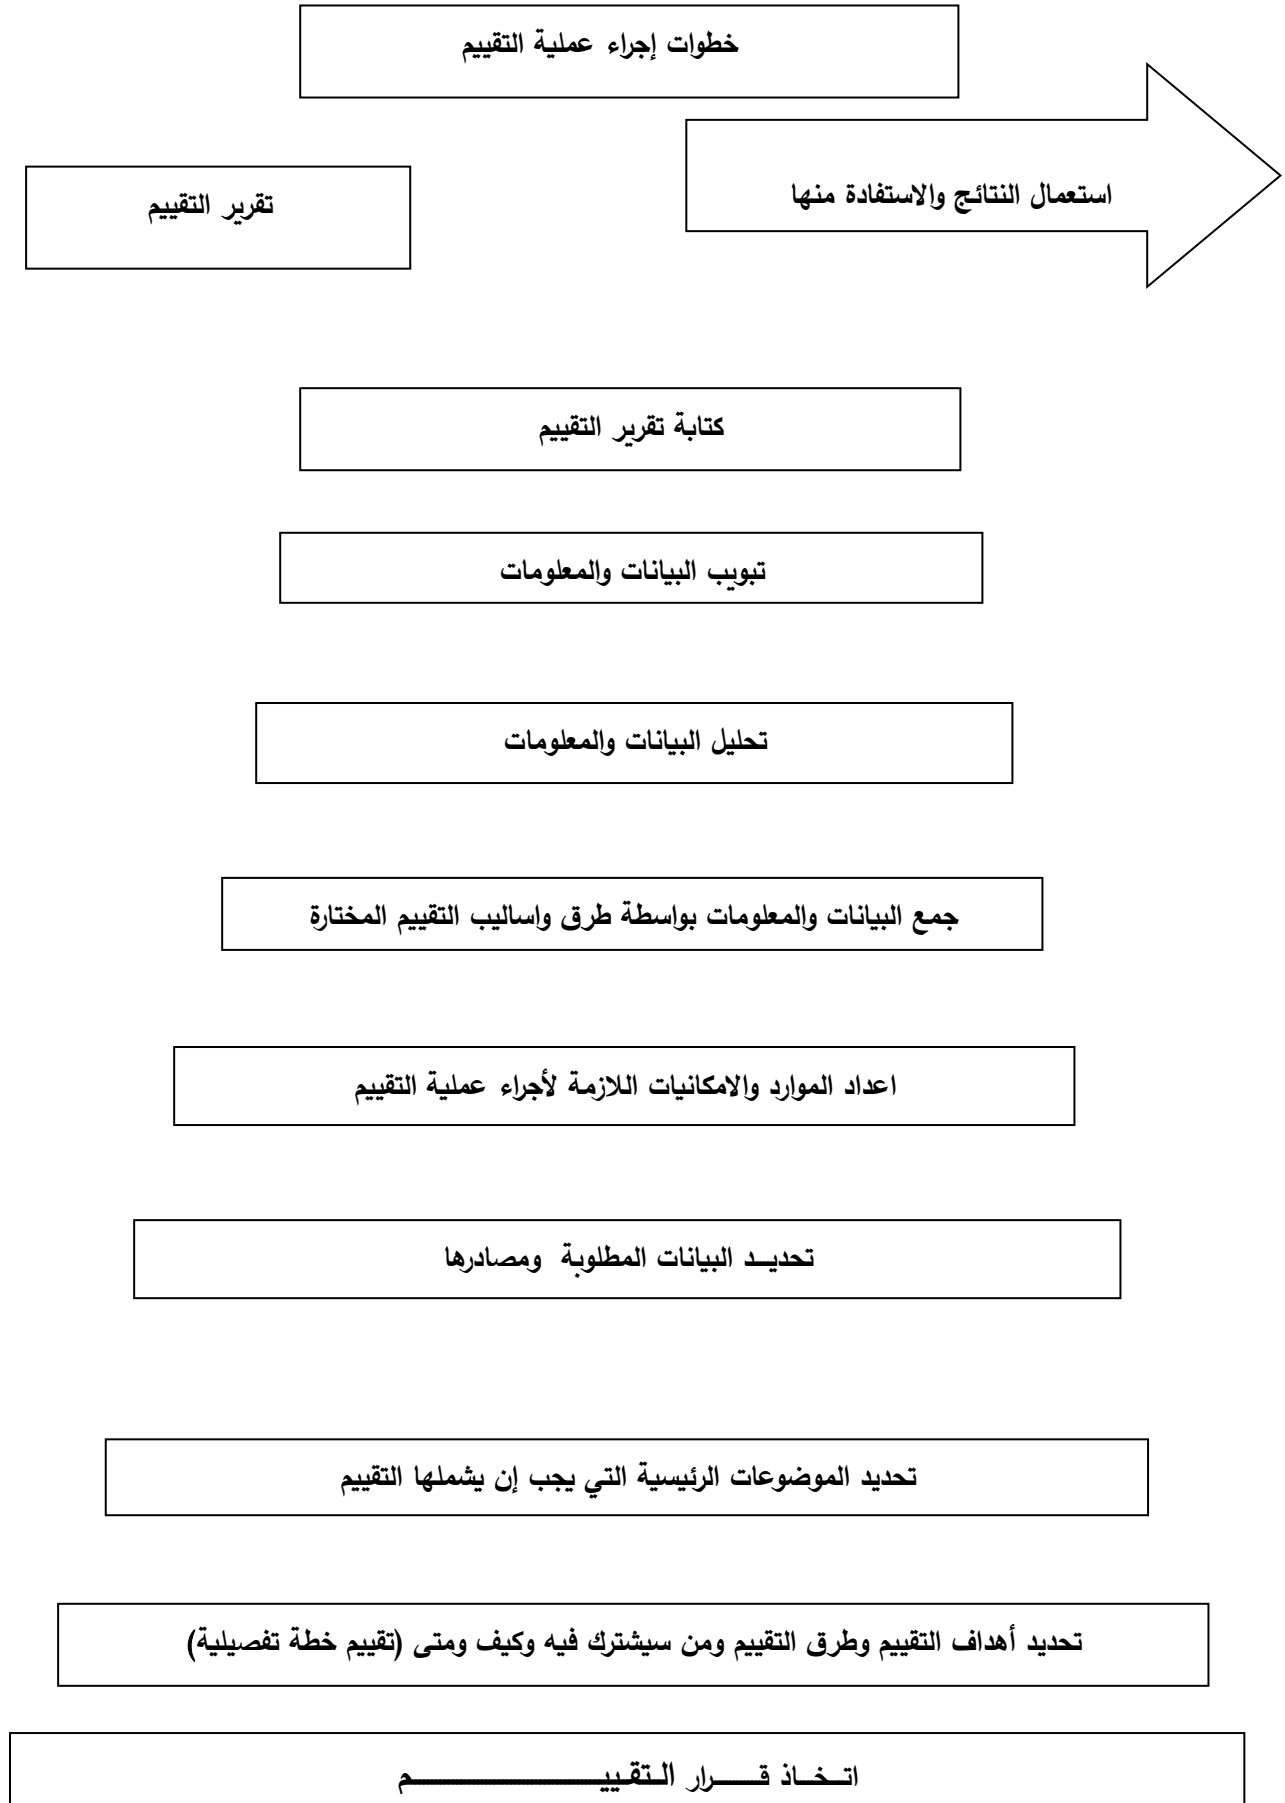 خطوات إجراء عملية التقييم
استعمال النتائج والاستفادة منها
تقرير التقييم
كتابة تقرير التقييم
تبويب البيانات والمعلومات
تحليل البيانات والمعلومات
جمع البيانات والمعلومات بواسطة طرق واساليب التقييم المختارة
اعداد الموارد والامكانيات اللازمة لأجراء عملية التقييم
تحديــد البيانات المطلوبة ومصادرها
تحديد الموضوعات الرئيسية التي يجب إن يشملها التقييم
تحديد أهداف التقييم وطرق التقييم ومن سيشترك فيه وكيف ومتى (تقييم خطة تفصيلية)
اتــخــاذ قـــــرار الـتقـييــــــــــــــــــــم